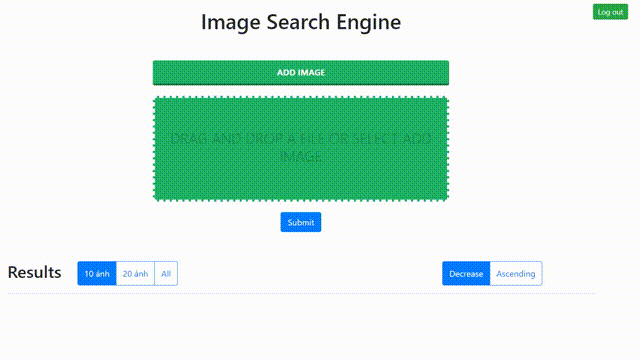 Log out
Image Search Engine
ADD IMAGE
DRAG AND DROP A FILE OR SELECT ADD
IMAGE
Submit
Results
10 ảnh
20 ảnh
All
Decrease
Ascending